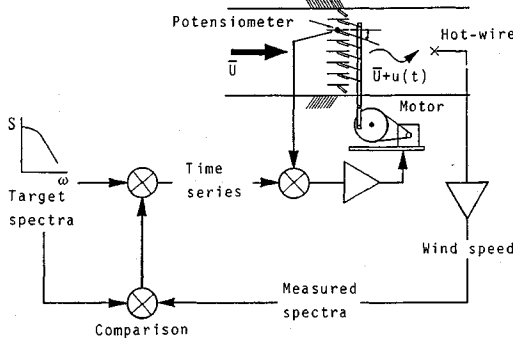 Potensiometer
Hot-wire
U̅
U̅+u(t)
Motor
S
ω
Time
series
Target
spectra
Wind speed
Measured
spectra
Comparison